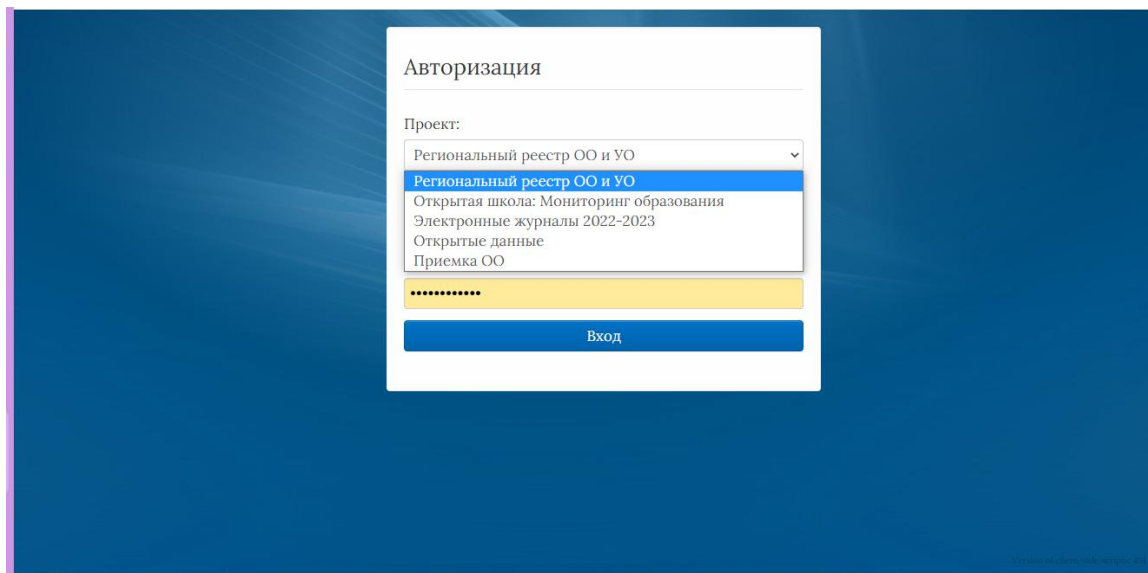 Авторизация
Проект:
Региональный реестр ОО и УО
Региональный реестр ОО и УО
Открытая школа: Мониторинг образования
Электронные журналы 2022-2023
Открытые данные
Приемка ОО
••••••••••••
Вход